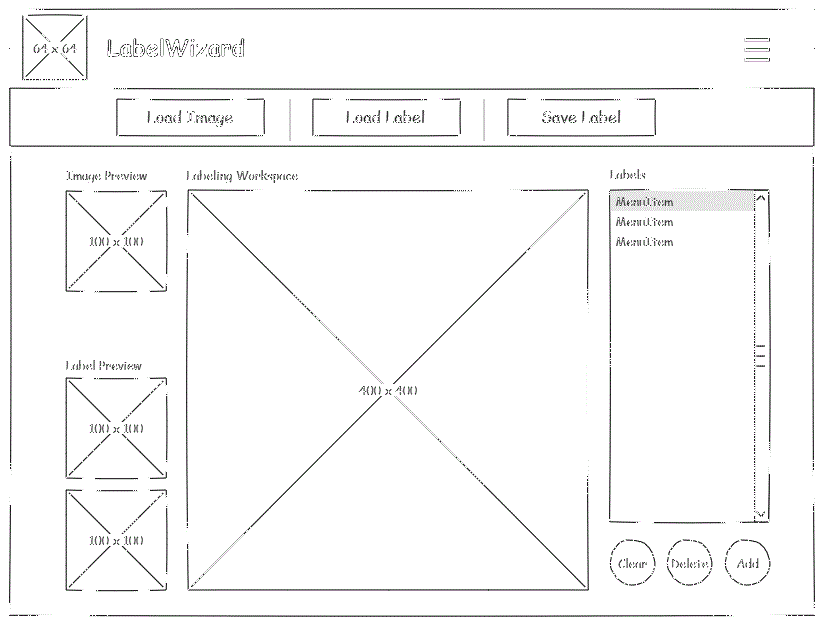 64 x 64
LabelWizard
Load Image
Load Label
Save Label
Image Preview
Labeling Workspace
Labels
100 x 100
MenuItem
MenuItem
MenuItem
Label Preview
100 x 100
400 x 400
100 x 100
Clear
Delete
Add